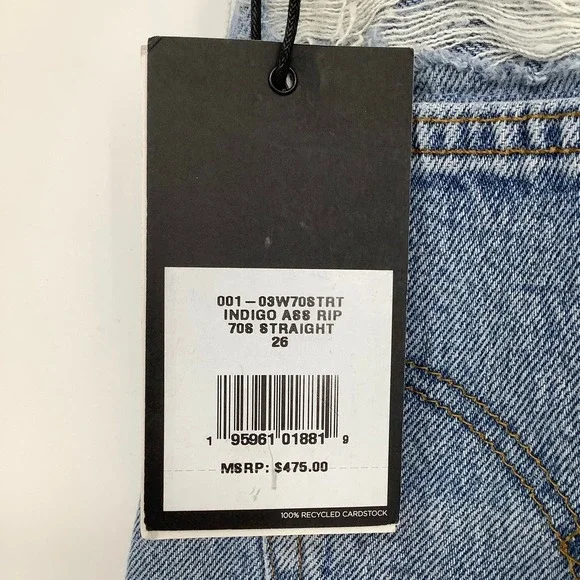 001-03W70STRT
INDIGO ASS RIP
70S STRAIGHT
26
1 95961 01881 9
MSRP: $475.00
100% RECYCLED CARDSTOCK